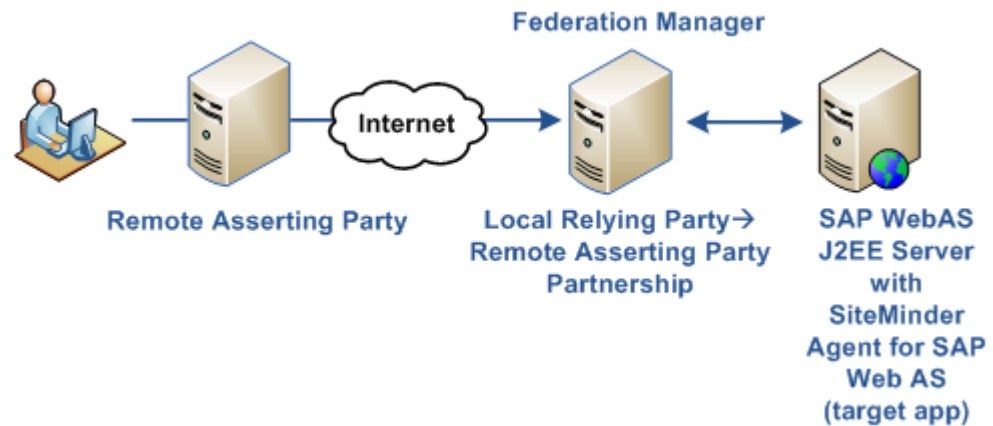 Federation Manager
Internet
Remote Asserting Party
Local Relying Party→
Remote Asserting Party
Partnership
SAP WebAS
J2EE Server
with
SiteMinder
Agent for SAP
Web AS
(target app)